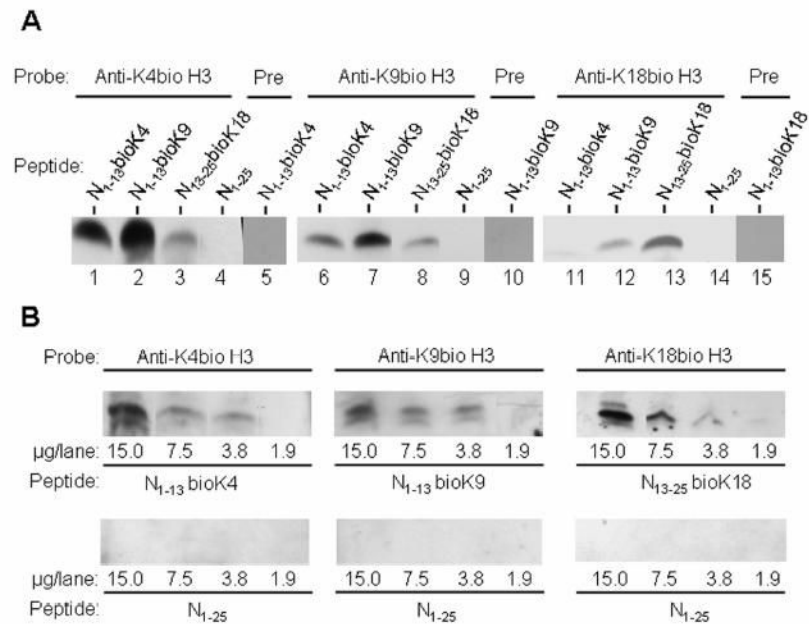 A
Probe: Anti-K4bio H3 Pre Anti-K9bio H3 Pre Anti-K18bio H3 Pre
Peptide: N1-13bioK4 N1-13bioK9 N13-25bioK18 N1-25 N1-13bioK4 N1-13bioK4 N1-13bioK9 N13-25bioK18 N1-25 N1-13bioK9 N1-13bioK4 N1-13bioK9 N13-25bioK18 N1-25 N1-13bioK18
1 2 3 4 5 6 7 8 9 10 11 12 13 14 15
B
Probe: Anti-K4bio H3 Anti-K9bio H3 Anti-K18bio H3
µg/lane: 15.0 7.5 3.8 1.9 15.0 7.5 3.8 1.9 15.0 7.5 3.8 1.9
Peptide: N1-13 bioK4 N1-13 bioK9 N13-25 bioK18
µg/lane: 15.0 7.5 3.8 1.9 15.0 7.5 3.8 1.9 15.0 7.5 3.8 1.9
Peptide: N1-25 N1-25 N1-25